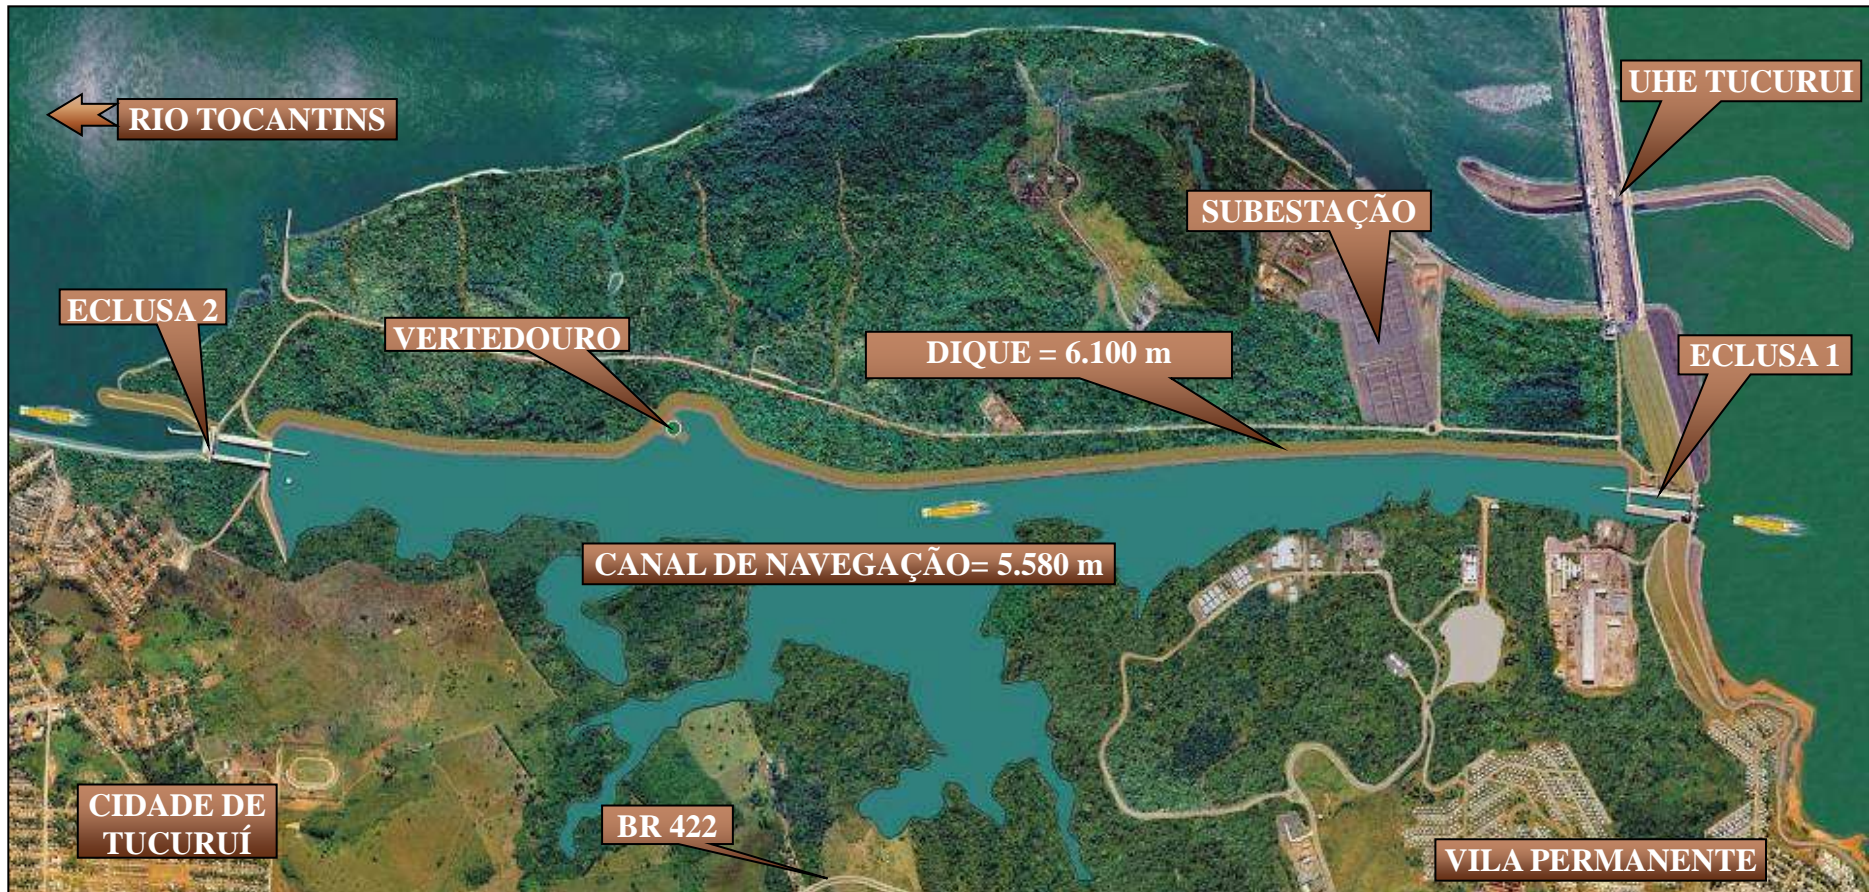 UHE TUCURUI
RIO TOCANTINS
SUBESTAÇÃO
ECLUSA 2
VERTEDOURO
DIQUE = 6.100 m
ECLUSA 1
CANAL DE NAVEGAÇÃO= 5.580 m
CIDADE DE
TUCURUÍ
BR 422
VILA PERMANENTE